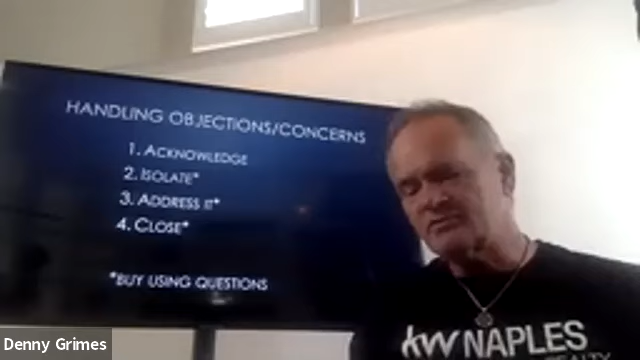 HANDLING OBJECTIONS/CONCERNS
1. ACKNOWLEDGE
2. ISOLATE*
3. ADDRESS IT*
4. CLOSE*
*BUY USING QUESTIONS
kw NAPLES
Denny Grimes